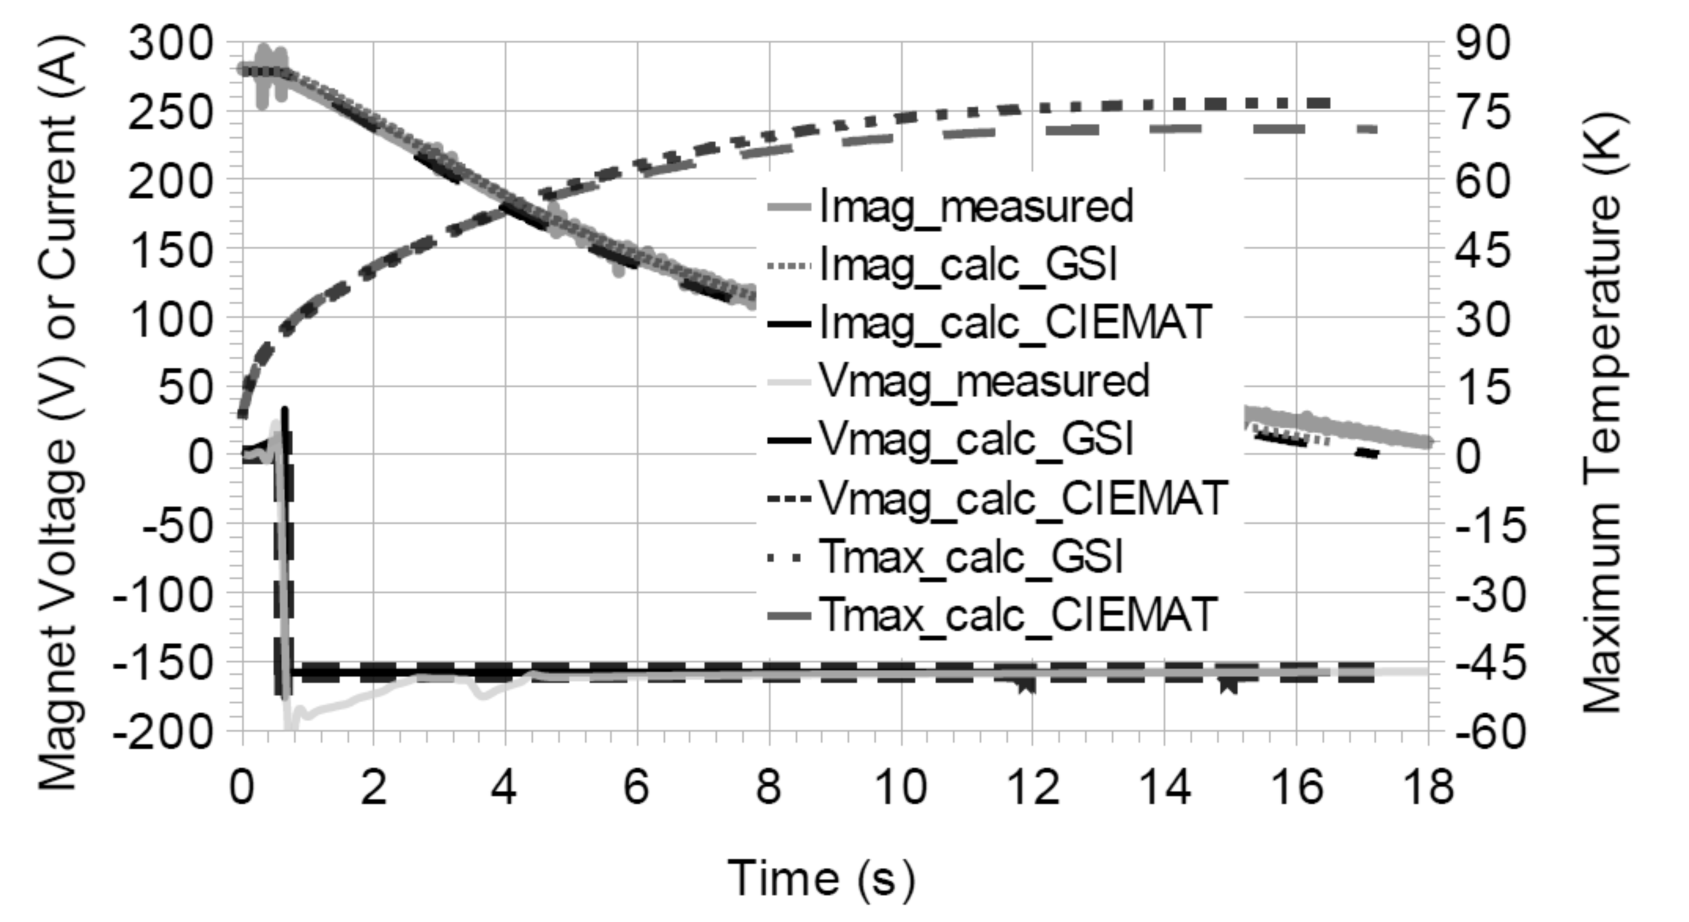 Magnet Voltage (V) or Current (A)
300
250
200
150
100
50
0
-50
-100
-150
-200
90
75
60
45
30
15
0
-15
-30
-45
-60
Maximum Temperature (K)
Imag_measured
Imag_calc_GSI
Imag_calc_CIEMAT
Vmag_measured
Vmag_calc_GSI
Vmag_calc_CIEMAT
Tmax_calc_GSI
Tmax_calc_CIEMAT
0 2 4 6 8 10 12 14 16 18
Time (s)